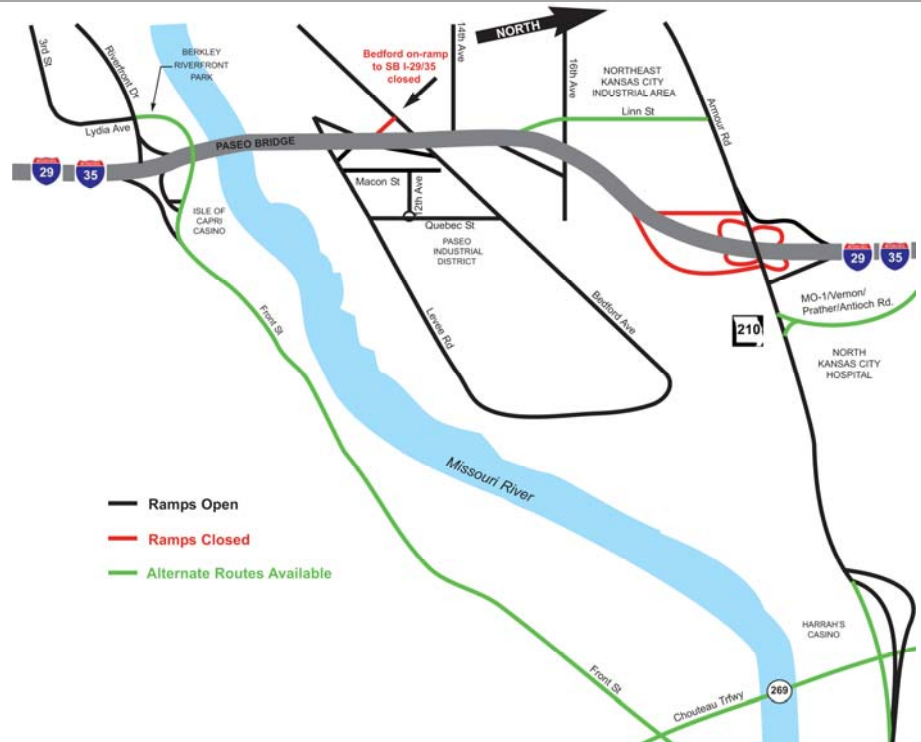 3rd St
Riverfront Dr
BERKLEY
RIVERFRONT
PARK
Lydia Ave
29
35
PASEO BRIDGE
ISLE OF
CAPRI
CASINO
Bedford on-ramp
to SB I-29/35
closed
14th Ave
NORTH
16th Ave
NORTHEAST
KANSAS CITY
INDUSTRIAL AREA
Linn St
Armour Rd
Macon St
12th Ave
Quebec St
PASEO
INDUSTRIAL
DISTRICT
Levee Rd
Bedford Ave
29
35
MO-1/Vernon/
Prather/Antioch Rd.
210
NORTH
KANSAS CITY
HOSPITAL
Front St
Missouri River
Ramps Open
Ramps Closed
Alternate Routes Available
HARRAH'S
CASINO
Front St
Chouteau Trfwy
269